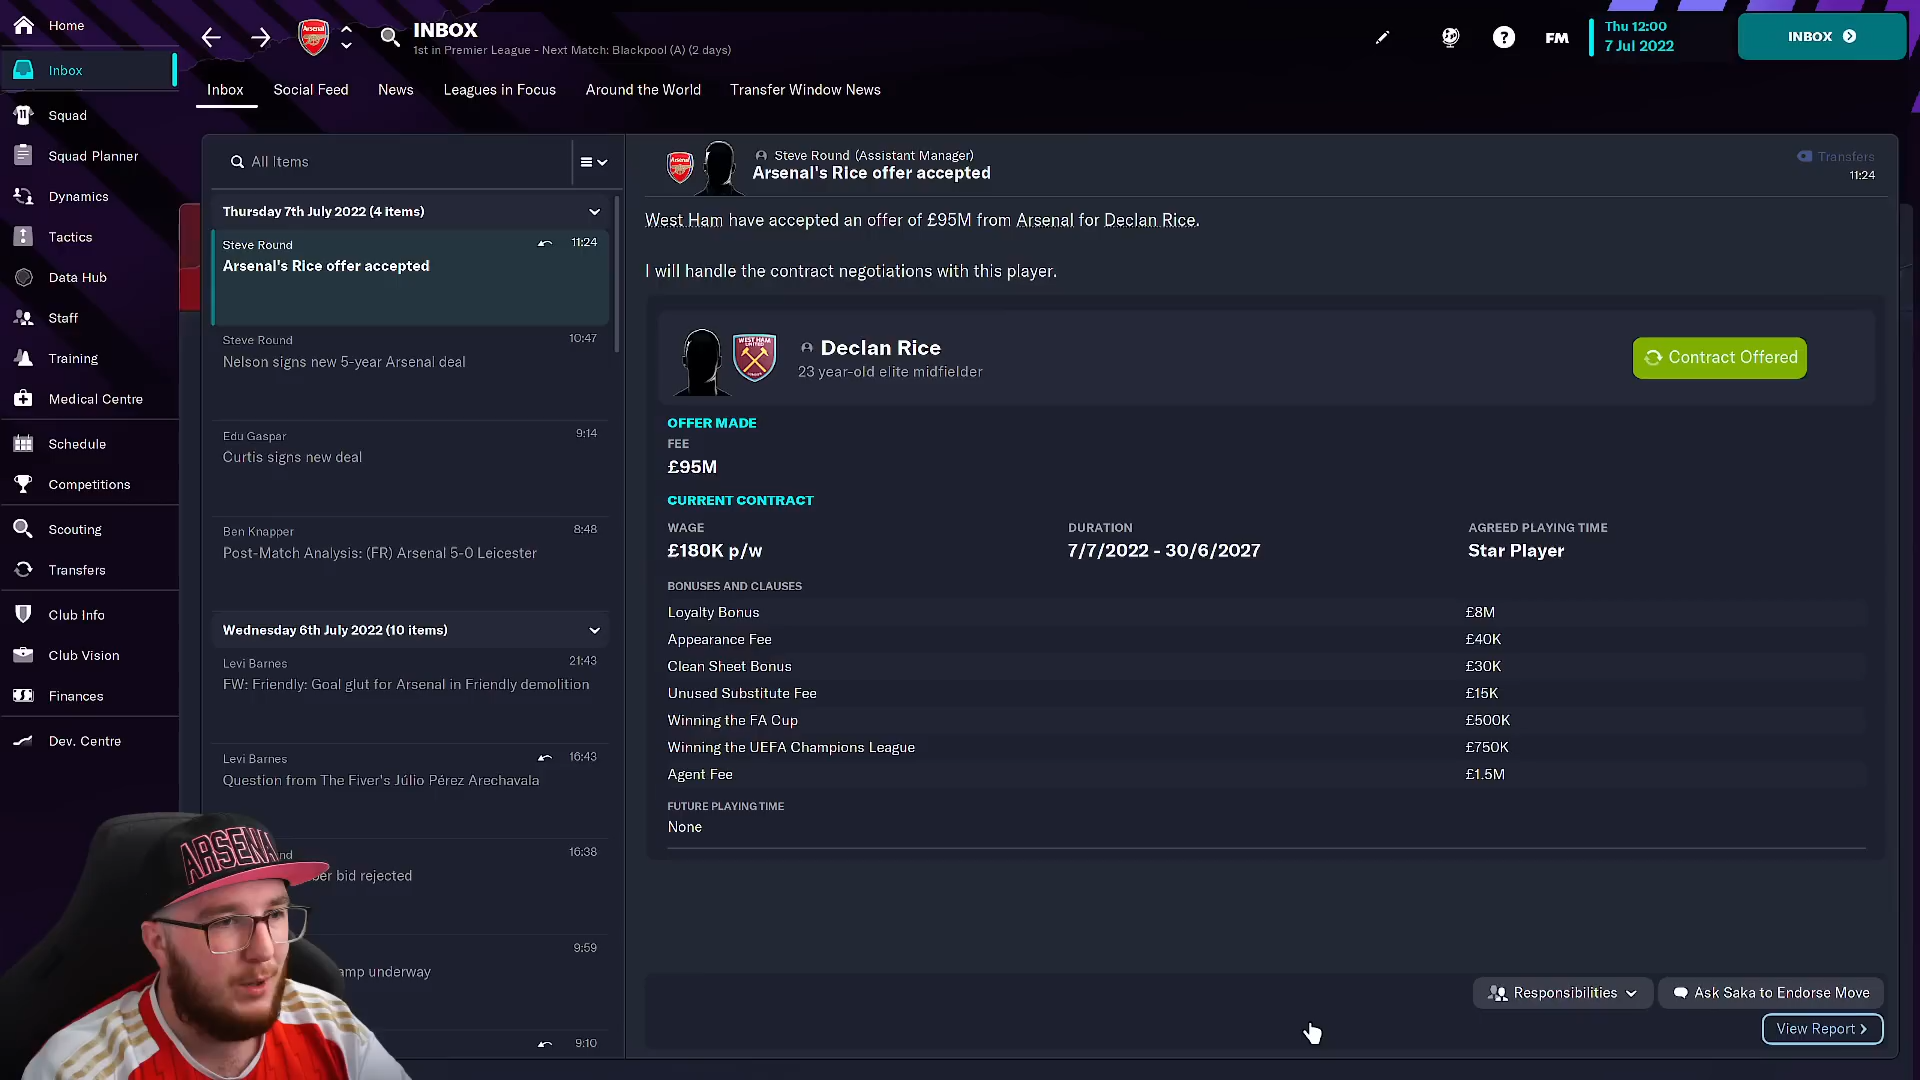 Home
Inbox
Squad
Squad Planner
Dynamics
Tactics
Data Hub
Staff
Training
Medical Centre
Schedule
Competitions
Scouting
Transfers
Club Info
Club Vision
Finances
Dev. Centre
INBOX
1st in Premier League - Next Match: Blackpool (A) (2 days)
FM
Thu 12:00
7 Jul 2022
INBOX
Inbox
Social Feed
News
Leagues in Focus
Around the World
Transfer Window News
All Items
Thursday 7th July 2022 (4 items)
Steve Round 11:24
Arsenal's Rice offer accepted
Steve Round 10:47
Nelson signs new 5-year Arsenal deal
Edu Gaspar 9:14
Curtis signs new deal
Ben Knapper 8:48
Post-Match Analysis: (FR) Arsenal 5-0 Leicester
Wednesday 6th July 2022 (10 items)
Levi Barnes 21:43
FW: Friendly: Goal glut for Arsenal in Friendly demolition
Levi Barnes 16:43
Question from The Fiver's Júlio Pérez Arechavala
nd 16:38
ber bid rejected
9:59
amp underway
9:10
ARSENAL
Steve Round (Assistant Manager)
Arsenal's Rice offer accepted
Transfers
11:24
West Ham have accepted an offer of £95M from Arsenal for Declan Rice.
I will handle the contract negotiations with this player.
WEST HAM
UNITED
Declan Rice
23 year-old elite midfielder
Contract Offered
OFFER MADE
FEE
£95M
CURRENT CONTRACT
WAGE DURATION AGREED PLAYING TIME
£180K p/w 7/7/2022 - 30/6/2027 Star Player
BONUSES AND CLAUSES
Loyalty Bonus £8M
Appearance Fee £40K
Clean Sheet Bonus £30K
Unused Substitute Fee £15K
Winning the FA Cup £500K
Winning the UEFA Champions League £750K
Agent Fee £1.5M
FUTURE PLAYING TIME
None
Responsibilities
Ask Saka to Endorse Move
View Report